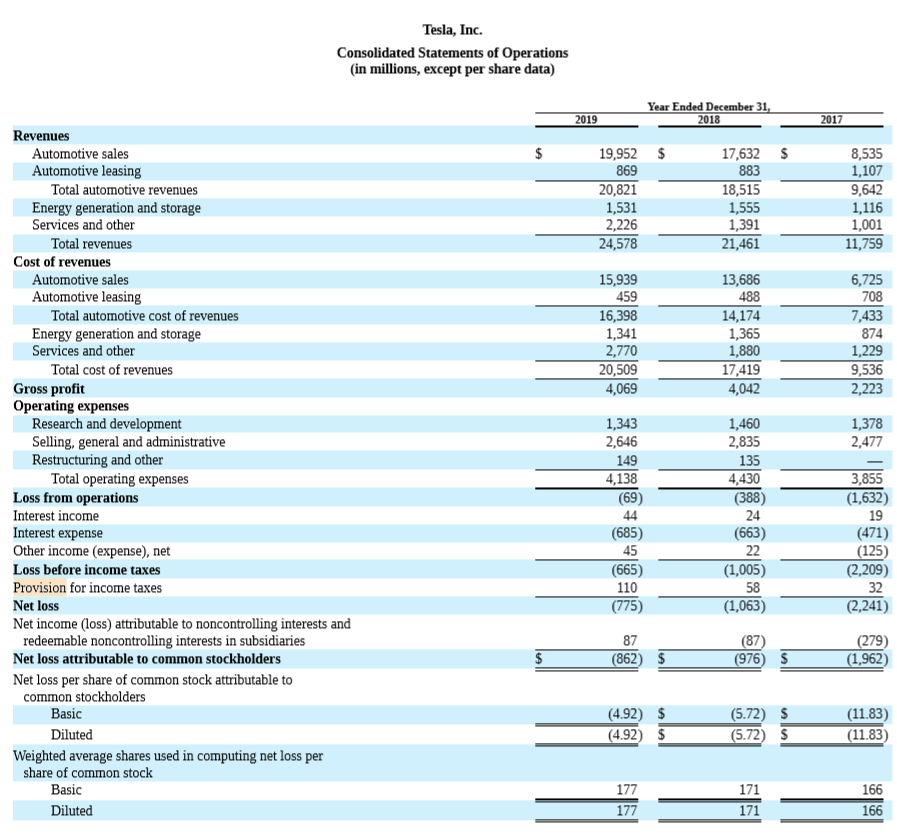 Tesla, Inc.
Consolidated Statements of Operations
(in millions, except per share data)
Year Ended December 31,
2019 2018 2017
Revenues
Automotive sales $ 19,952 $ 17,632 $ 8,535
Automotive leasing 869 883 1,107
Total automotive revenues 20,821 18,515 9,642
Energy generation and storage 1,531 1,555 1,116
Services and other 2,226 1,391 1,001
Total revenues 24,578 21,461 11,759
Cost of revenues
Automotive sales 15,939 13,686 6,725
Automotive leasing 459 488 708
Total automotive cost of revenues 16,398 14,174 7,433
Energy generation and storage 1,341 1,365 874
Services and other 2,770 1,880 1,229
Total cost of revenues 20,509 17,419 9,536
Gross profit 4,069 4,042 2,223
Operating expenses
Research and development 1,343 1,460 1,378
Selling, general and administrative 2,646 2,835 2,477
Restructuring and other 149 135 —
Total operating expenses 4,138 4,430 3,855
Loss from operations (69) (388) (1,632)
Interest income 44 24 19
Interest expense (685) (663) (471)
Other income (expense), net 45 22 (125)
Loss before income taxes (665) (1,005) (2,209)
Provision for income taxes 110 58 32
Net loss (775) (1,063) (2,241)
Net income (loss) attributable to noncontrolling interests and
redeemable noncontrolling interests in subsidiaries 87 (87) (279)
Net loss attributable to common stockholders $ (862) $ (976) $ (1,962)
Net loss per share of common stock attributable to
common stockholders
Basic (4.92) $ (5.72) $ (11.83)
Diluted (4.92) $ (5.72) $ (11.83)
Weighted average shares used in computing net loss per
share of common stock
Basic 177 171 166
Diluted 177 171 166